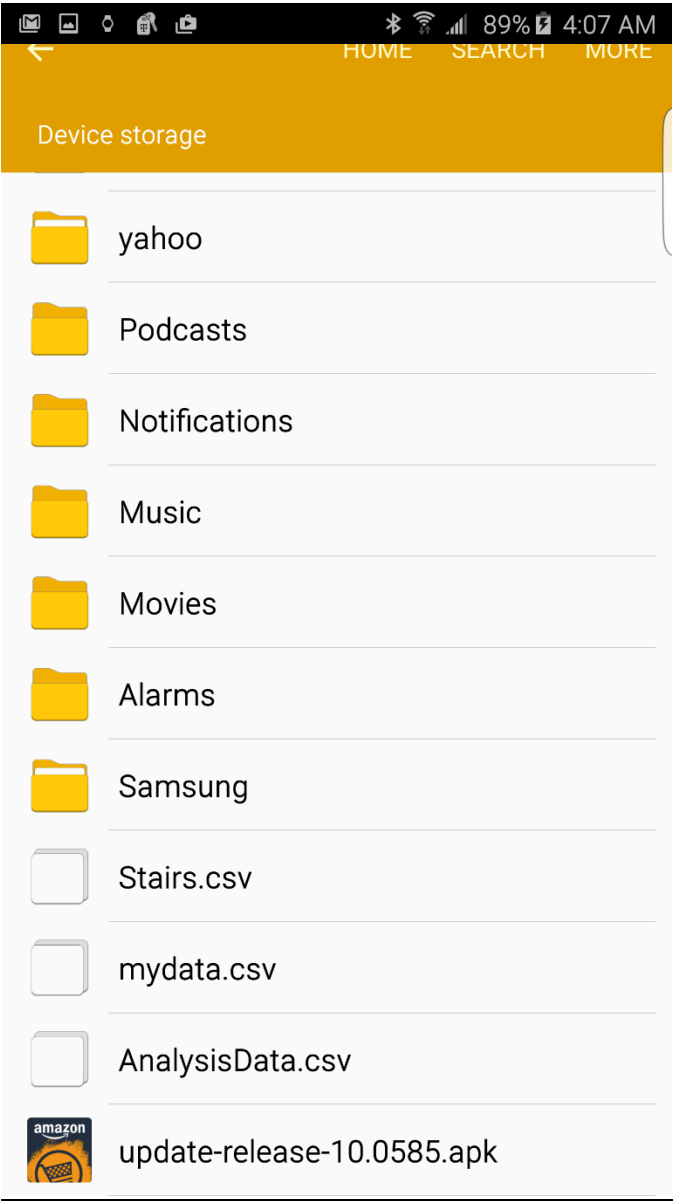 89% 4:07 AM
HOME SEARCH MORE
Device storage
yahoo
Podcasts
Notifications
Music
Movies
Alarms
Samsung
Stairs.csv
mydata.csv
AnalysisData.csv
amazon
update-release-10.0585.apk